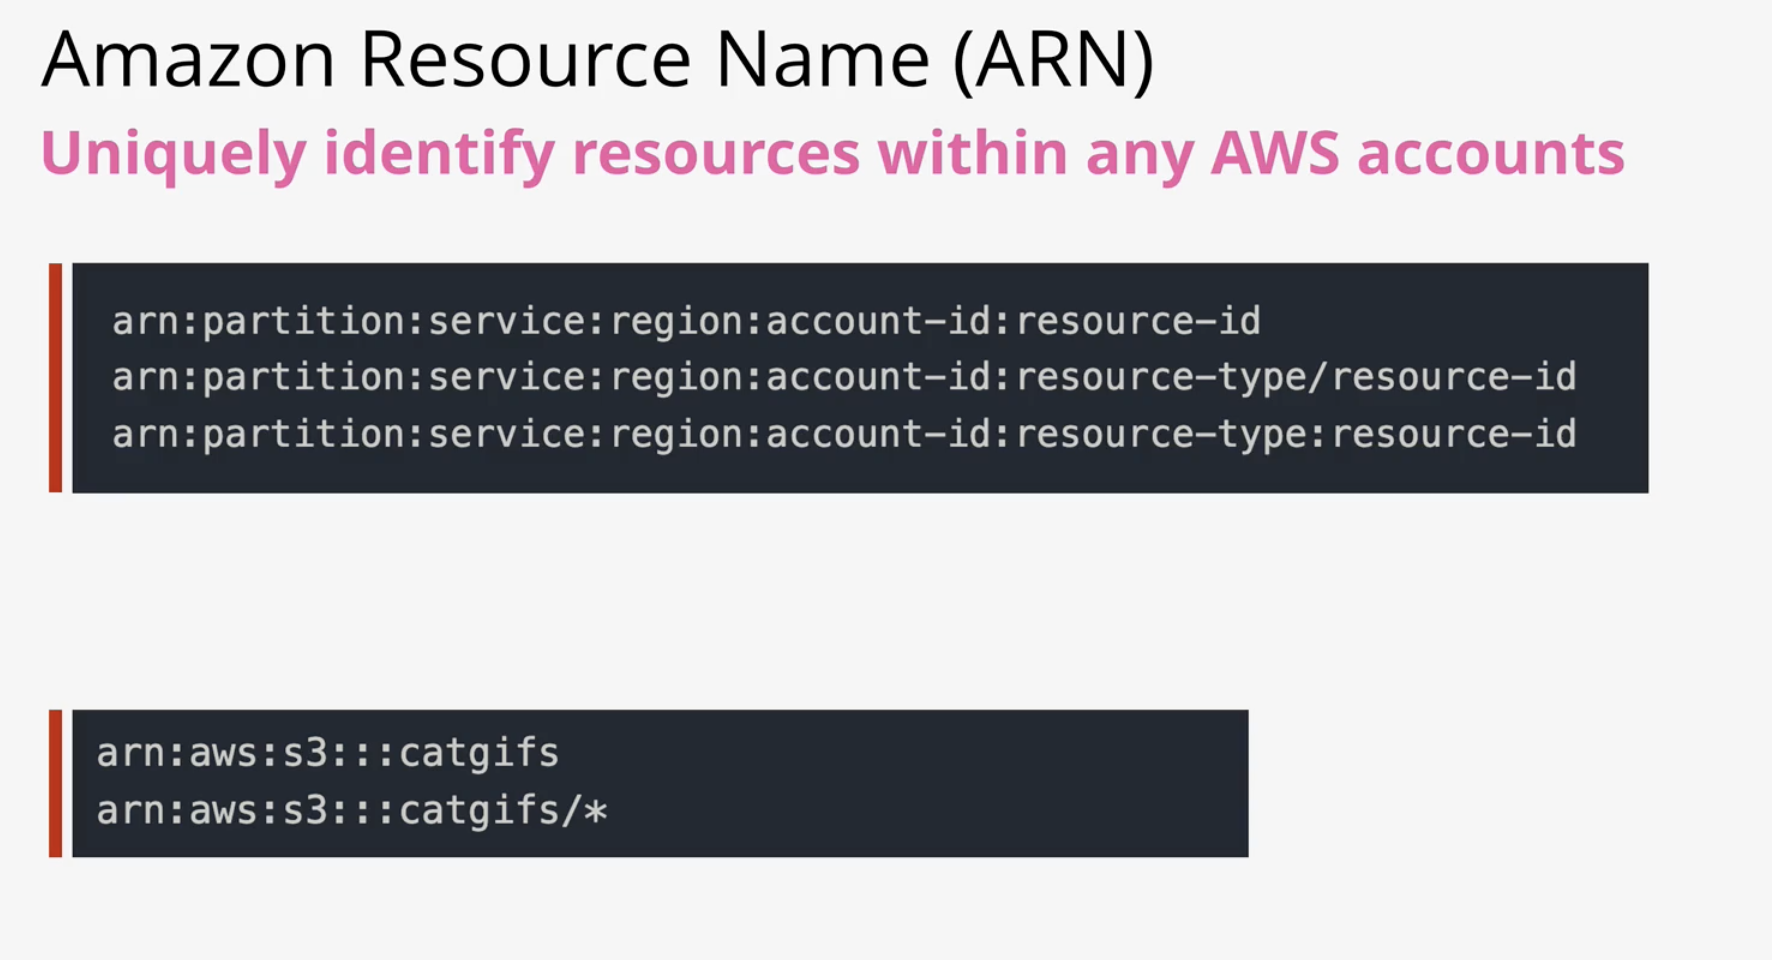 Amazon Resource Name (ARN)
Uniquely identify resources within any AWS accounts
arn:partition:service:region:account-id:resource-id
arn:partition:service:region:account-id:resource-type/resource-id
arn:partition:service:region:account-id:resource-type:resource-id
arn:aws:s3:::catgifs
arn:aws:s3:::catgifs/*